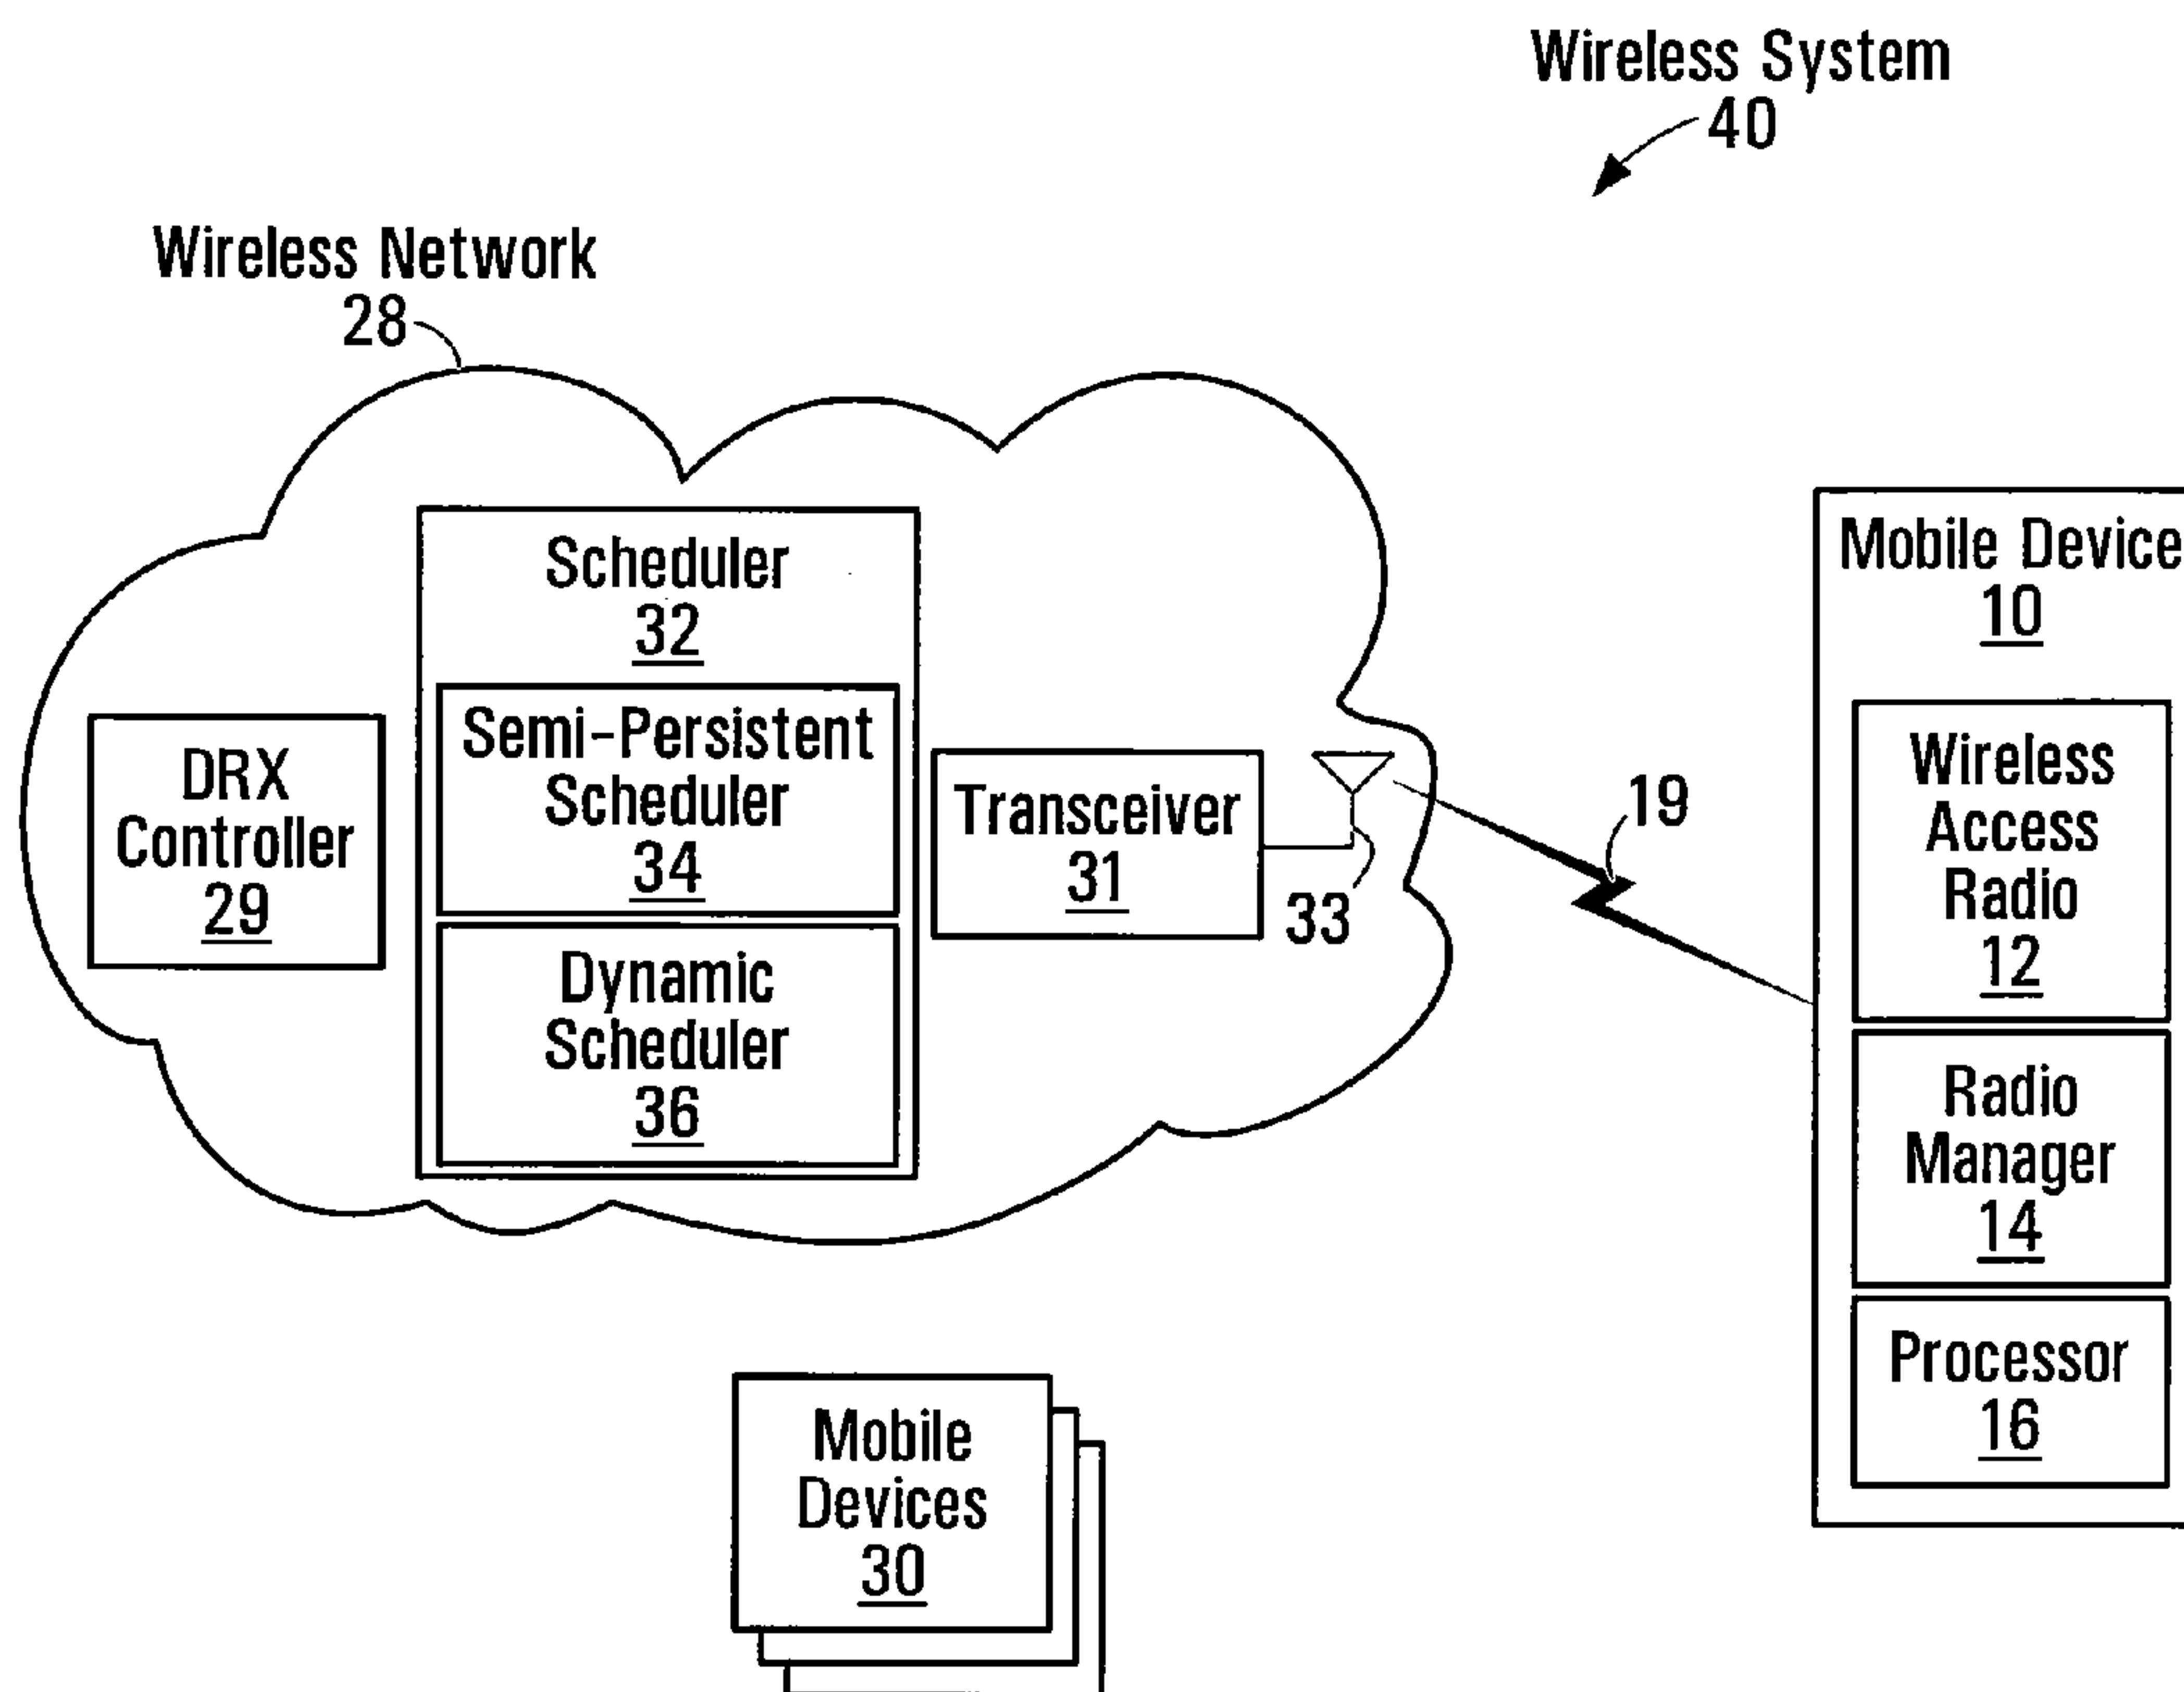 Wireless System
40
Wireless Network
28
Scheduler
32
Semi-Persistent
Scheduler
34
Dynamic
Scheduler
36
DRX
Controller
29
Transceiver
31
33
19
Mobile Device
10
Wireless
Access
Radio
12
Radio
Manager
14
Processor
16
Mobile
Devices
30